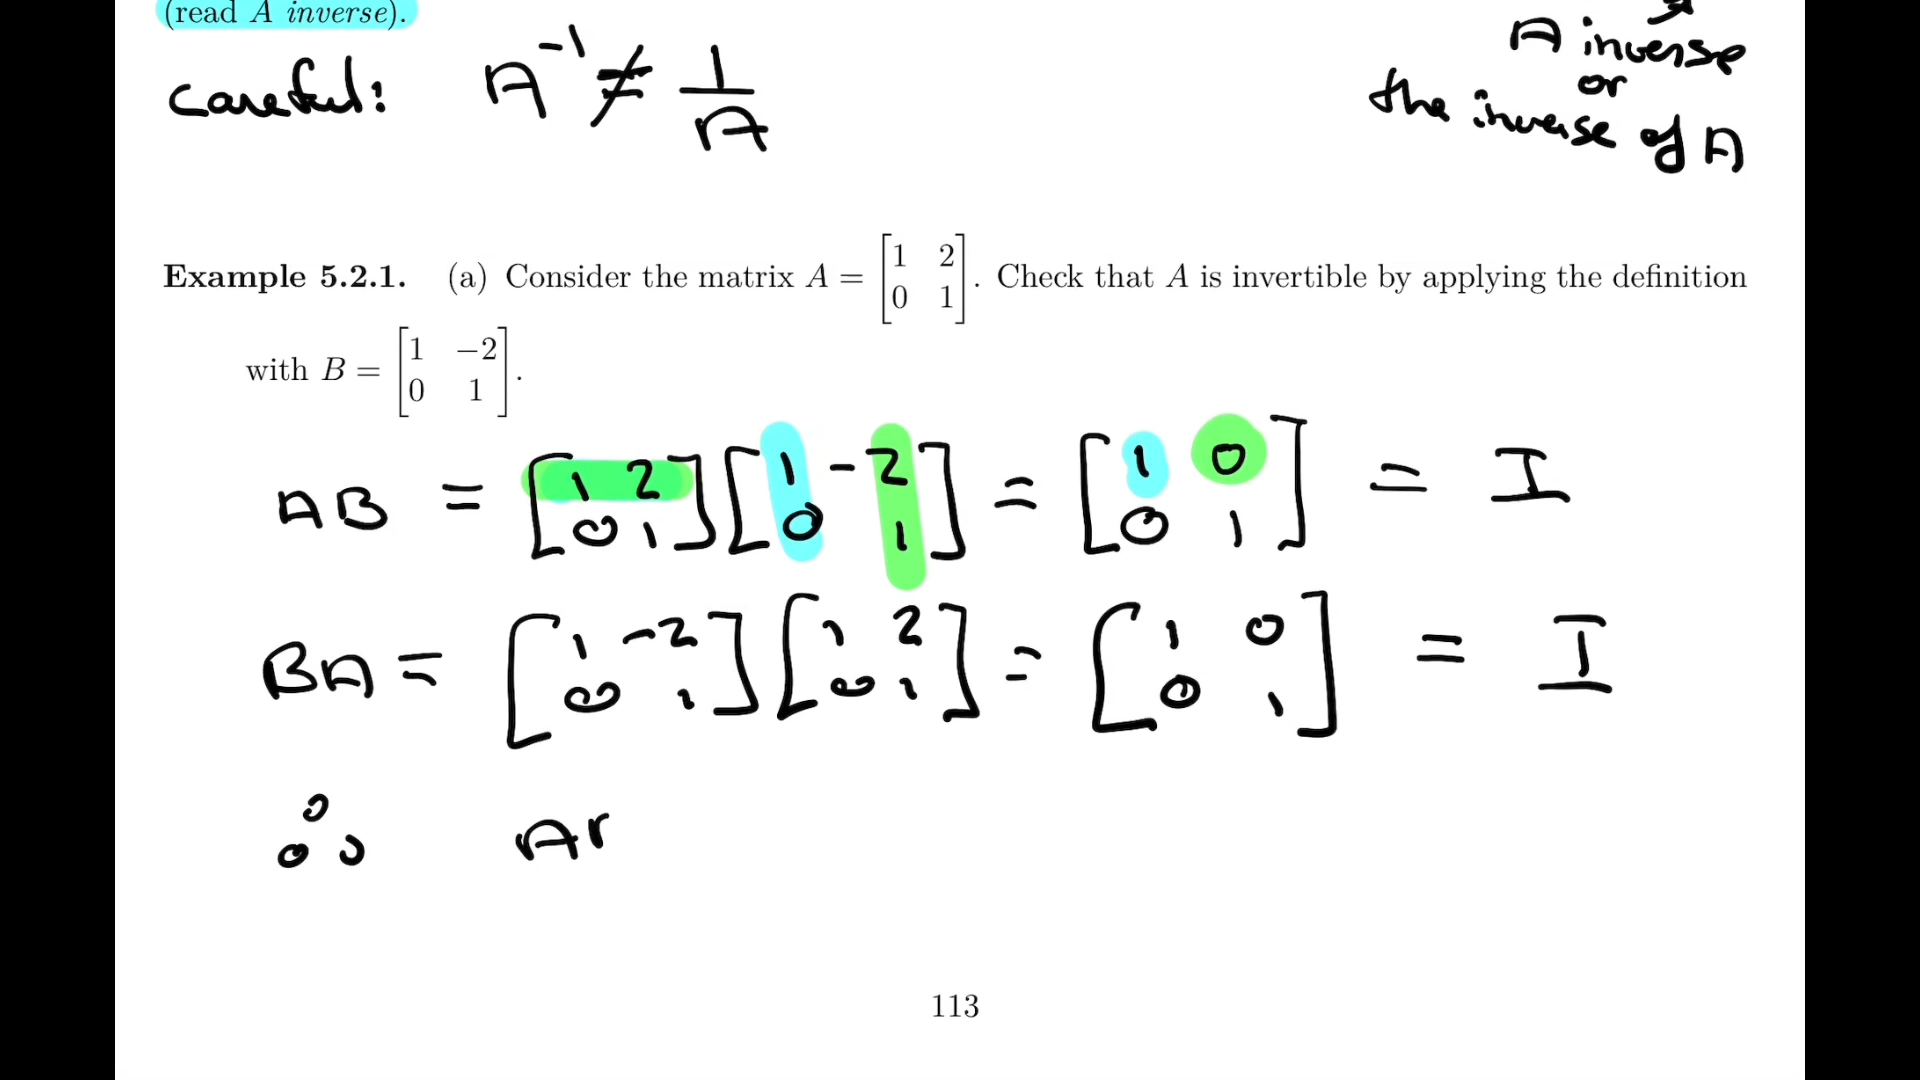 (read A inverse).
A inverse
or
the inverse of A
Careful: A⁻¹ ≠ 1/A
Example 5.2.1. (a) Consider the matrix A = [1 2; 0 1]. Check that A is invertible by applying the definition
with B = [1 −2; 0 1].
AB = [1 2; 0 1] [1 -2; 0 1] = [1 0; 0 1] = I
BA = [1 -2; 0 1] [1 2; 0 1] = [1 0; 0 1] = I
∴ A
113